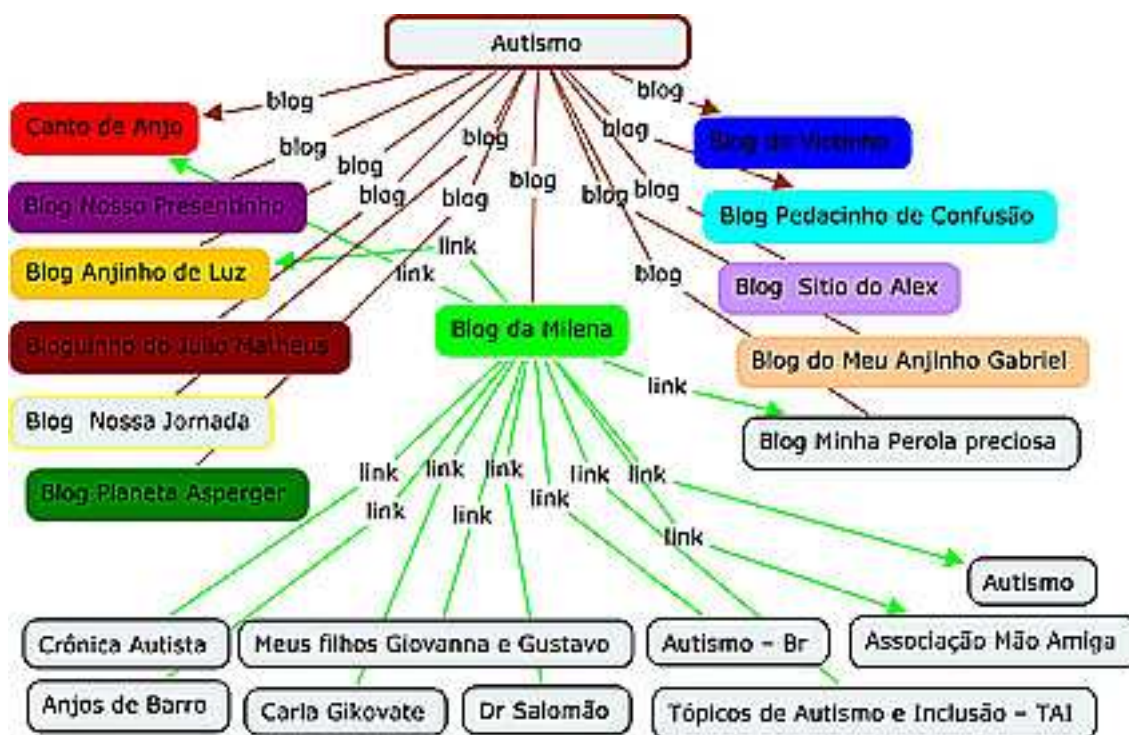 Autismo
blog
blog
Canto de Anjo
blog
Blog do Victinho
blog
blog
blog
blog
blog
blog
blog
blog
Blog Nosso Presentinho
Blog Pedacinho de Confusão
link
Blog Anjinho de Luz
link
blog
Blog Sitio do Alex
Bloguinho do Julio Matheus
Blog da Milena
Blog do Meu Anjinho Gabriel
link
Blog Nossa Jornada
Blog Minha Perola preciosa
link
link
link
link
link
Blog Planeta Asperger
link
link
link
link
Autismo
Crônica Autista
Meus filhos Giovanna e Gustavo
Autismo - Br
Associação Mão Amiga
Anjos de Barro
Carla Gikovate
Dr Salomão
Tópicos de Autismo e Inclusão - TAI